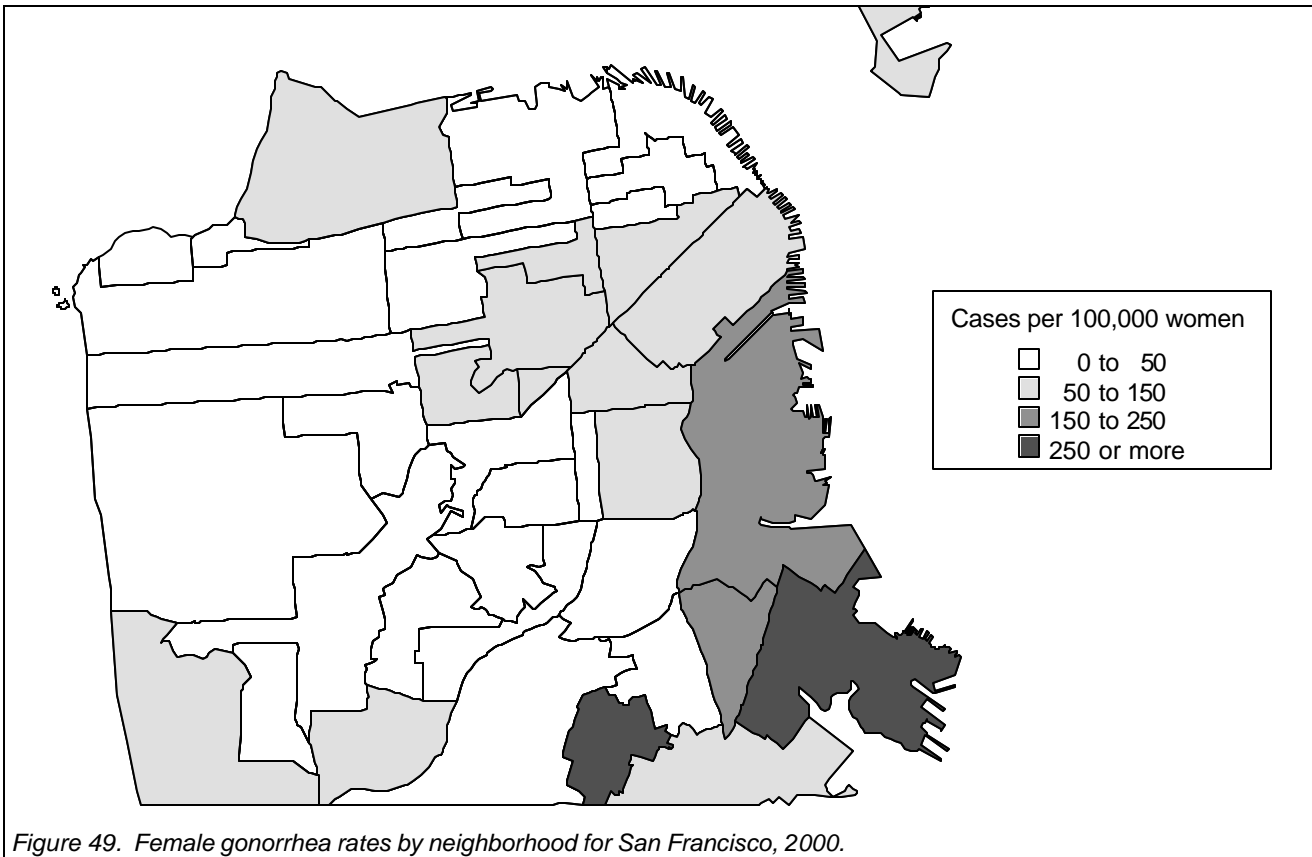 Cases per 100,000 women
0 to 50
50 to 150
150 to 250
250 or more
Figure 49. Female gonorrhea rates by neighborhood for San Francisco, 2000.